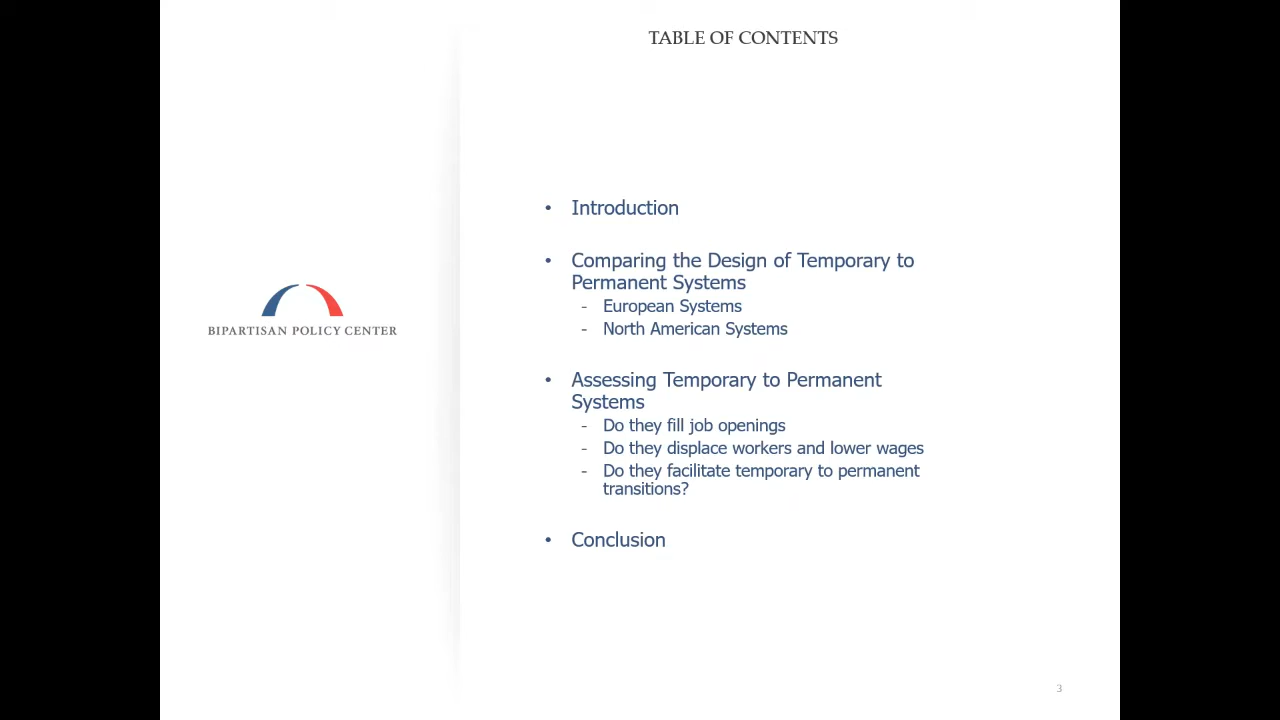 TABLE OF CONTENTS
BIPARTISAN POLICY CENTER
• Introduction
• Comparing the Design of Temporary to
Permanent Systems
- European Systems
- North American Systems
• Assessing Temporary to Permanent
Systems
- Do they fill job openings
- Do they displace workers and lower wages
- Do they facilitate temporary to permanent
transitions?
• Conclusion
3